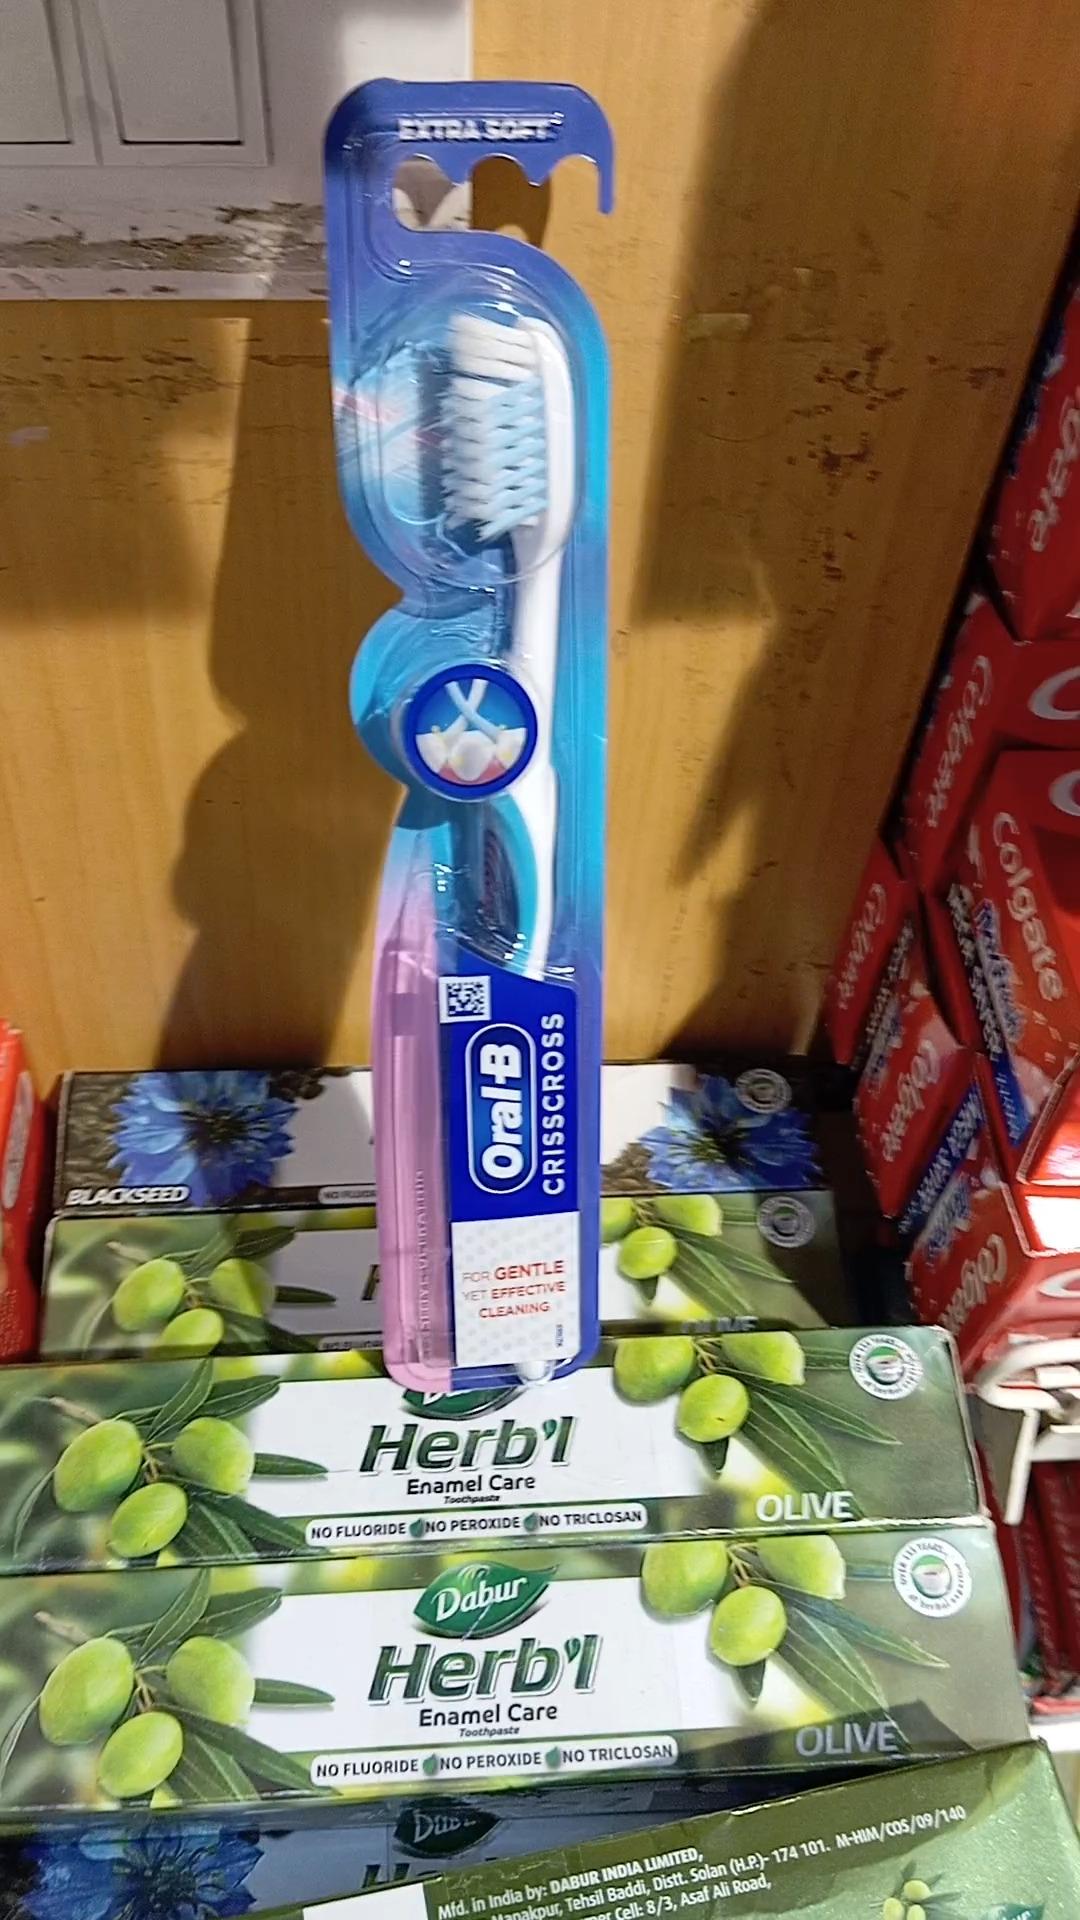 EXTRA SOFT
Oral-B
CRISSCROSS
FOR GENTLE
YET EFFECTIVE
CLEANING
BLACKSEED
OLIVE
Herb'l
Enamel Care
Toothpaste
NO FLUORIDE NO PEROXIDE NO TRICLOSAN
OLIVE
Dabur
Herb'l
Enamel Care
Toothpaste
NO FLUORIDE NO PEROXIDE NO TRICLOSAN
OLIVE
Mfd. in India by: DABUR INDIA LIMITED,
Manakpur, Tehsil Baddi, Distt. Solan (H.P.)- 174 101. M-HIM/COS/09/140
Cell: 8/3, Asaf Ali Road,
Colgate
Colgate
Colgate
Colgate